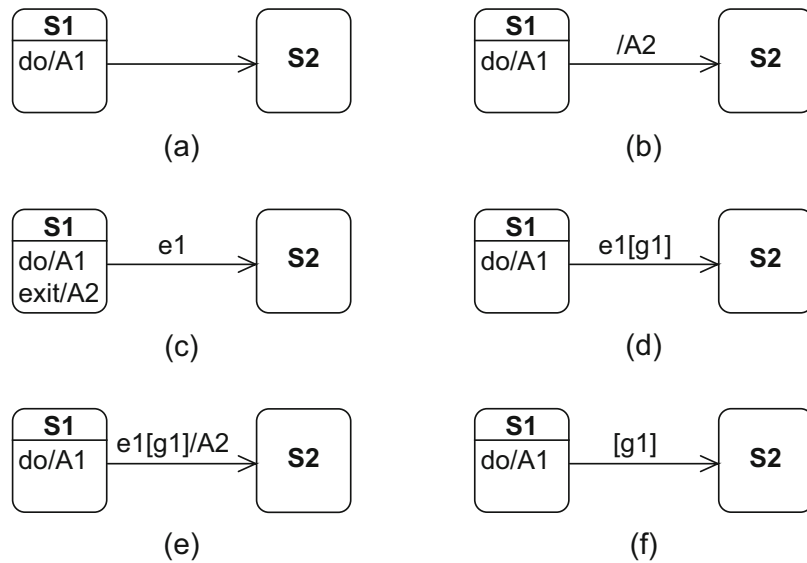 S1
do/A1
S2
(a)
S1
do/A1
/A2
S2
(b)
S1
do/A1
exit/A2
e1
S2
(c)
S1
do/A1
e1[g1]
S2
(d)
S1
do/A1
e1[g1]/A2
S2
(e)
S1
do/A1
[g1]
S2
(f)